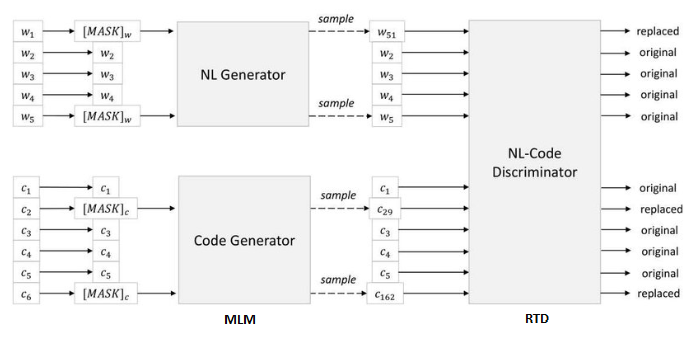 w₁ [MASK]w sample w₅₁ replaced
w₂ w₂ w₂ original
w₃ w₃ NL Generator w₃ original
w₄ w₄ w₄ original
w₅ [MASK]w sample w₅ original
NL-Code
Discriminator
c₁ c₁ c₁ original
c₂ [MASK]c sample c₂₉ replaced
c₃ c₃ c₃ original
Code Generator
c₄ c₄ c₄ original
c₅ c₅ c₅ original
c₆ [MASK]c sample c₁₆₂ replaced
MLM RTD